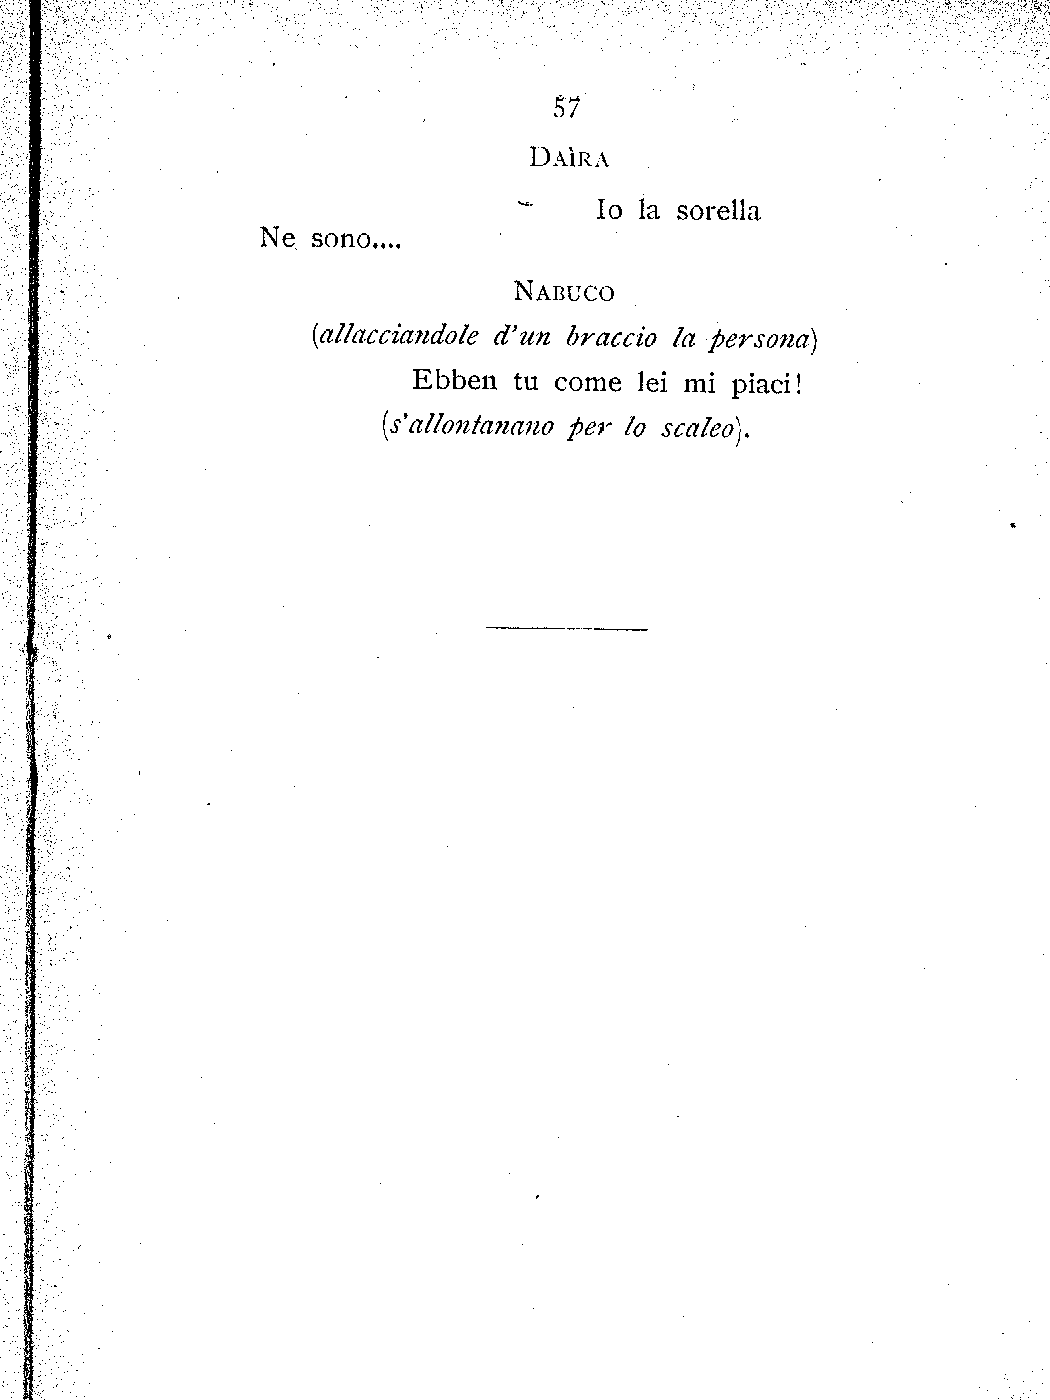 57
DAÌRA
Io la sorella
Ne sono....
NABUCO
(allacciandole d'un braccio la persona)
Ebben tu come lei mi piaci!
(s'allontanano per lo scaleo).